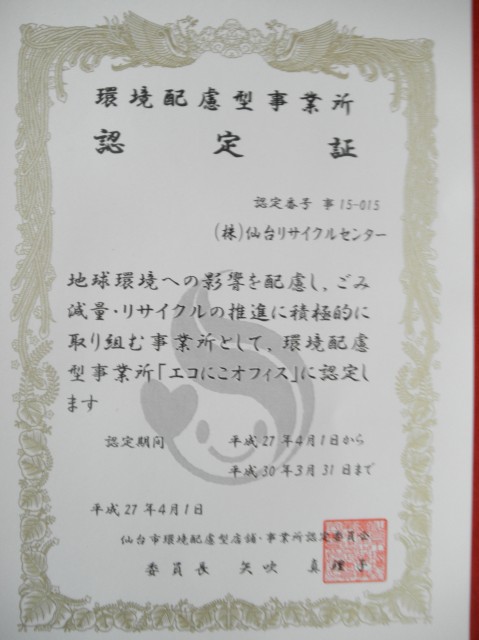 環境配慮型事業所
認定証
認定番号 事15-015
(株)仙台リサイクルセンター
地球環境への影響を配慮し,ごみ
減量・リサイクルの推進に積極的に
取り組む事業所として,環境配慮
型事業所「エコにこオフィス」に認定し
ます
認定期間 平成27年4月1日から
平成30年3月31日まで
平成27年4月1日
仙台市環境配慮型店舗・事業所認定委員会
委員長 矢吹 真理子